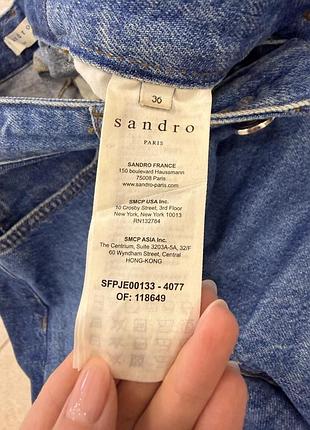 36
sandro
PARIS
SANDRO FRANCE
150 boulevard Haussmann
75008 Paris
www.sandro-paris.com
SMCP USA Inc.
10 Crosby Street, 3rd Floor
New York, New York 10013
RN132784
SMCP ASIA Inc.
The Centrium, Suite 3203A-5A, 32/F
60 Wyndham Street, Central
HONG-KONG
SFPJE00133 - 4077
OF: 118649